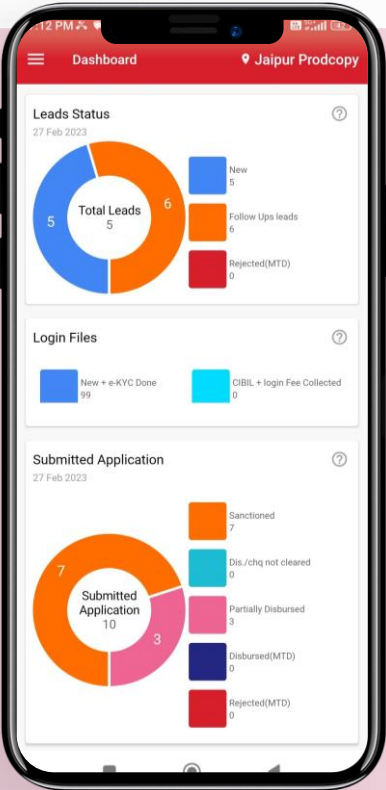 :12 PM
Dashboard
Jaipur Prodcopy
Leads Status
27 Feb 2023
5
6
Total Leads
5
New
5
Follow Ups leads
6
Rejected(MTD)
0
Login Files
New + e-KYC Done
99
CIBIL + login Fee Collected
0
Submitted Application
27 Feb 2023
7
3
Submitted
Application
10
Sanctioned
7
Dis./chq not cleared
0
Partially Disbursed
3
Disbursed(MTD)
0
Rejected(MTD)
0